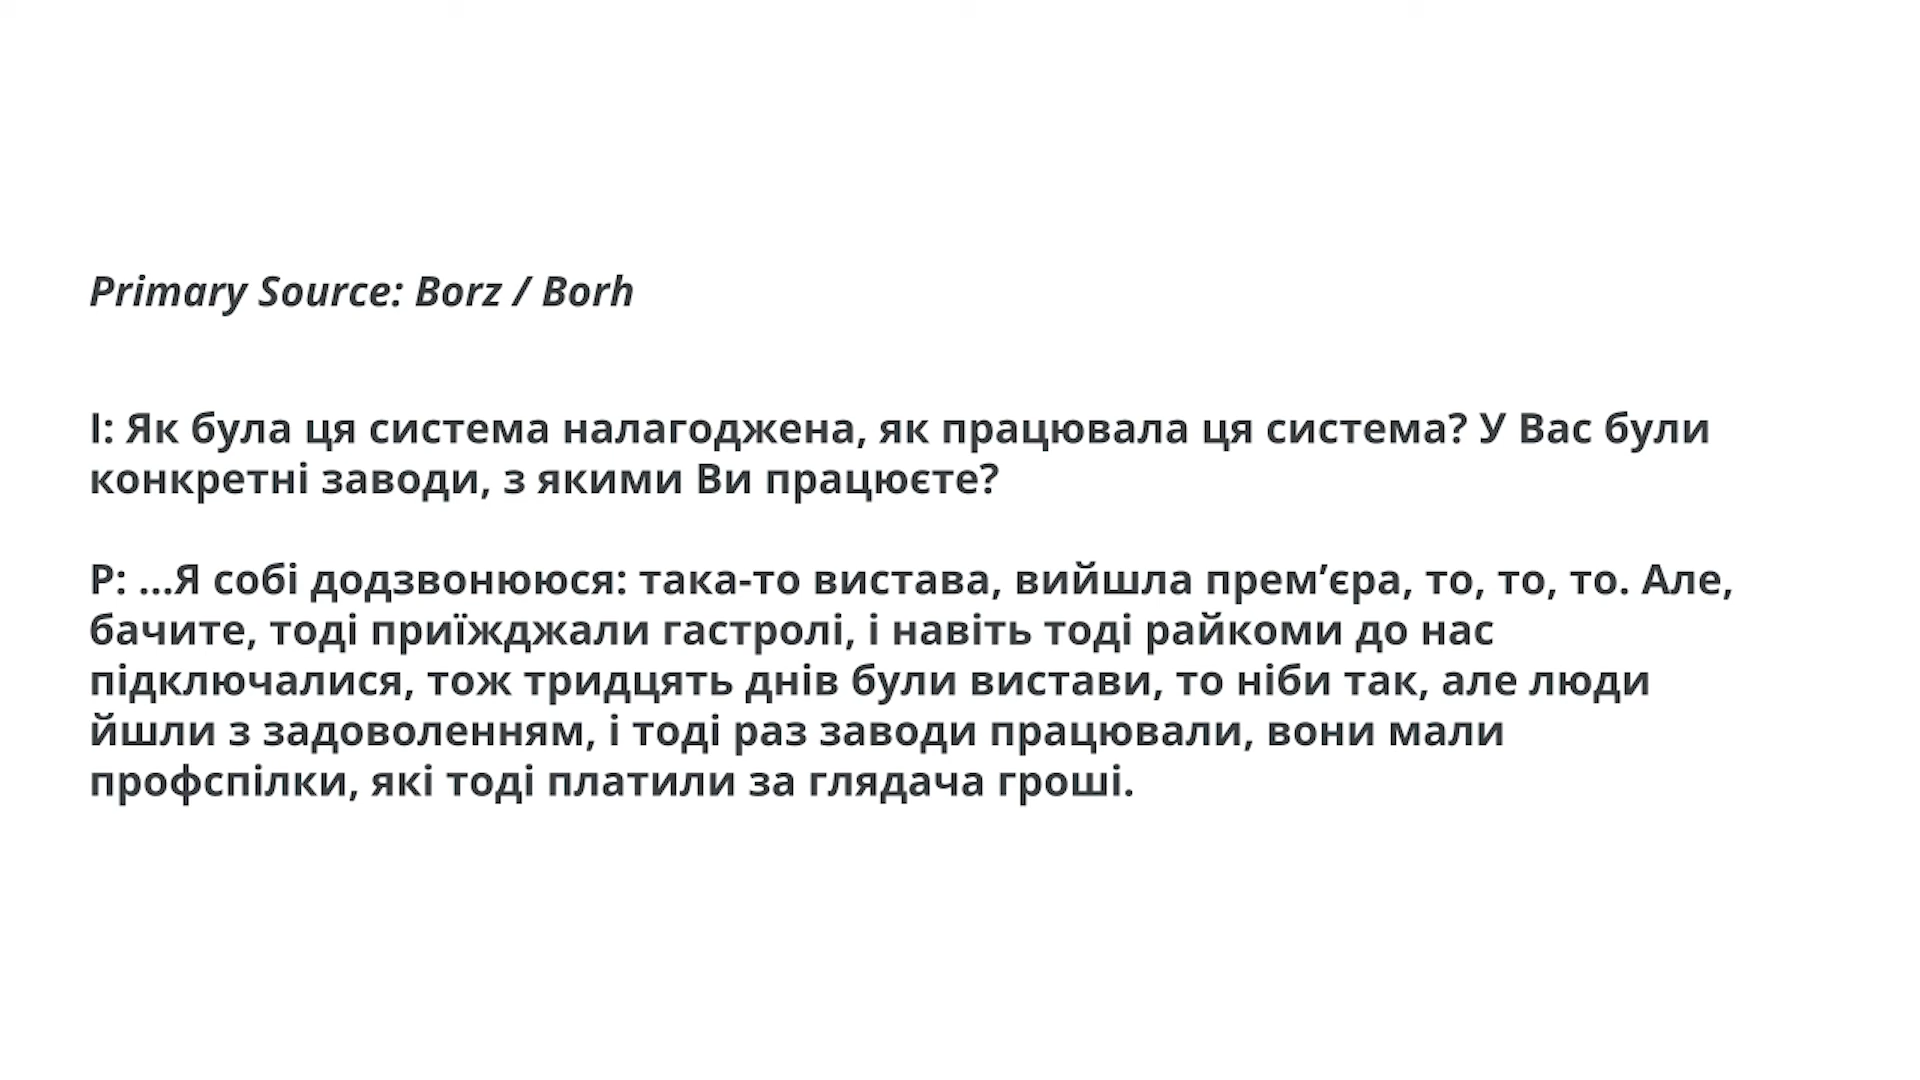 Primary Source: Borz / Borh
І: Як була ця система налагоджена, як працювала ця система? У Вас були
конкретні заводи, з якими Ви працюєте?
Р: ...Я собі додзвонююся: така-то вистава, вийшла прем’єра, то, то, то. Але,
бачите, тоді приїжджали гастролі, і навіть тоді райкоми до нас
підключалися, тож тридцять днів були вистави, то ніби так, але люди
йшли з задоволенням, і тоді раз заводи працювали, вони мали
профспілки, які тоді платили за глядача гроші.